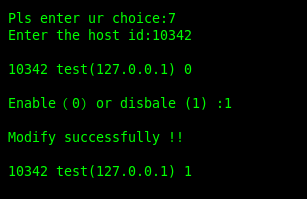 Pls enter ur choice:7
Enter the host id:10342
10342 test(127.0.0.1) 0
Enable（0）or disbale (1) :1
Modify successfully !!
10342 test(127.0.0.1) 1